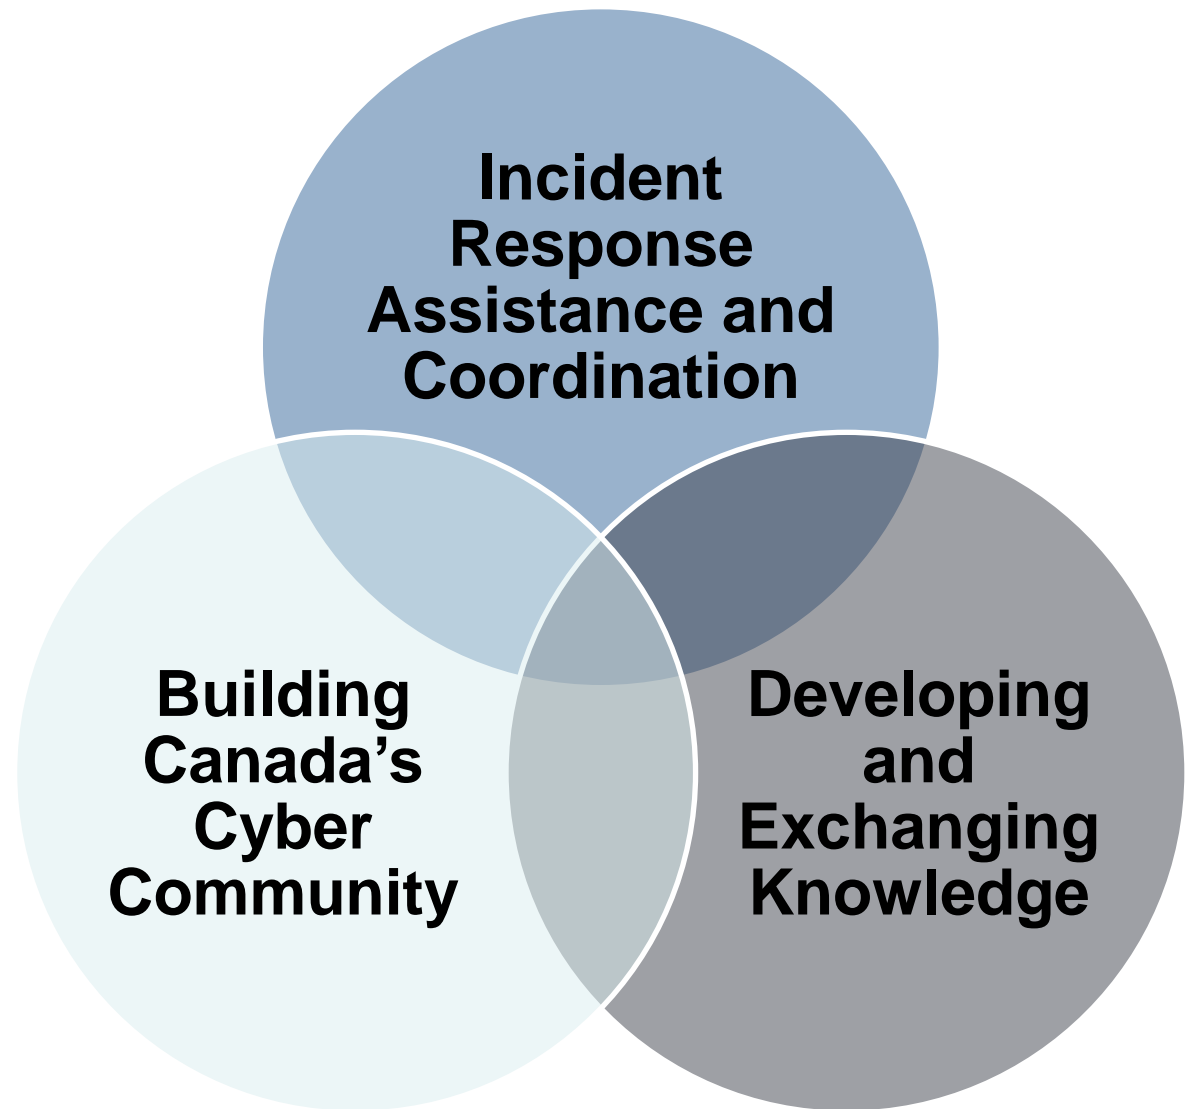 Incident
Response
Assistance and
Coordination
Building
Canada’s
Cyber
Community
Developing
and
Exchanging
Knowledge